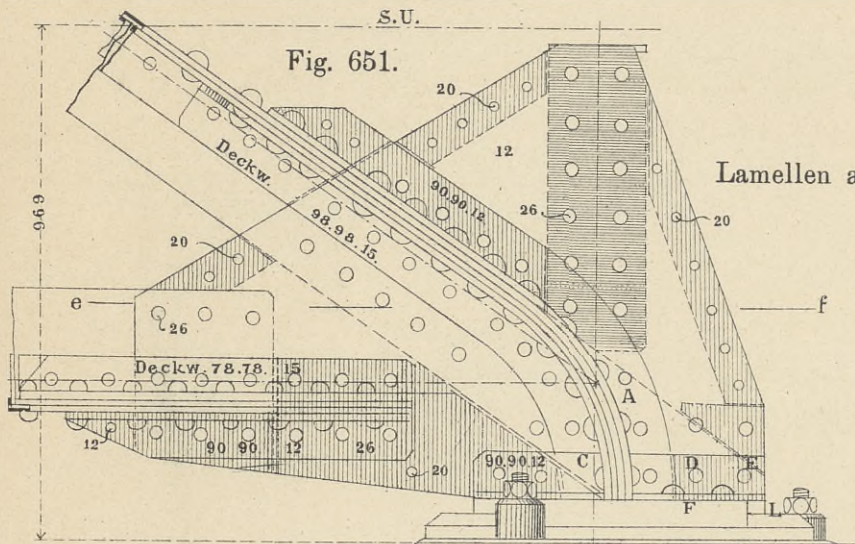 S.U.
Fig. 651.
20
12
Deckw.
90.90.12.
Lamellen a
26
20
98.98.15.
969
20
e
f
26
Deckw. 78.78. 15
A
12
90 90. 12 26
20
90.90.12
C
D
E
F
L